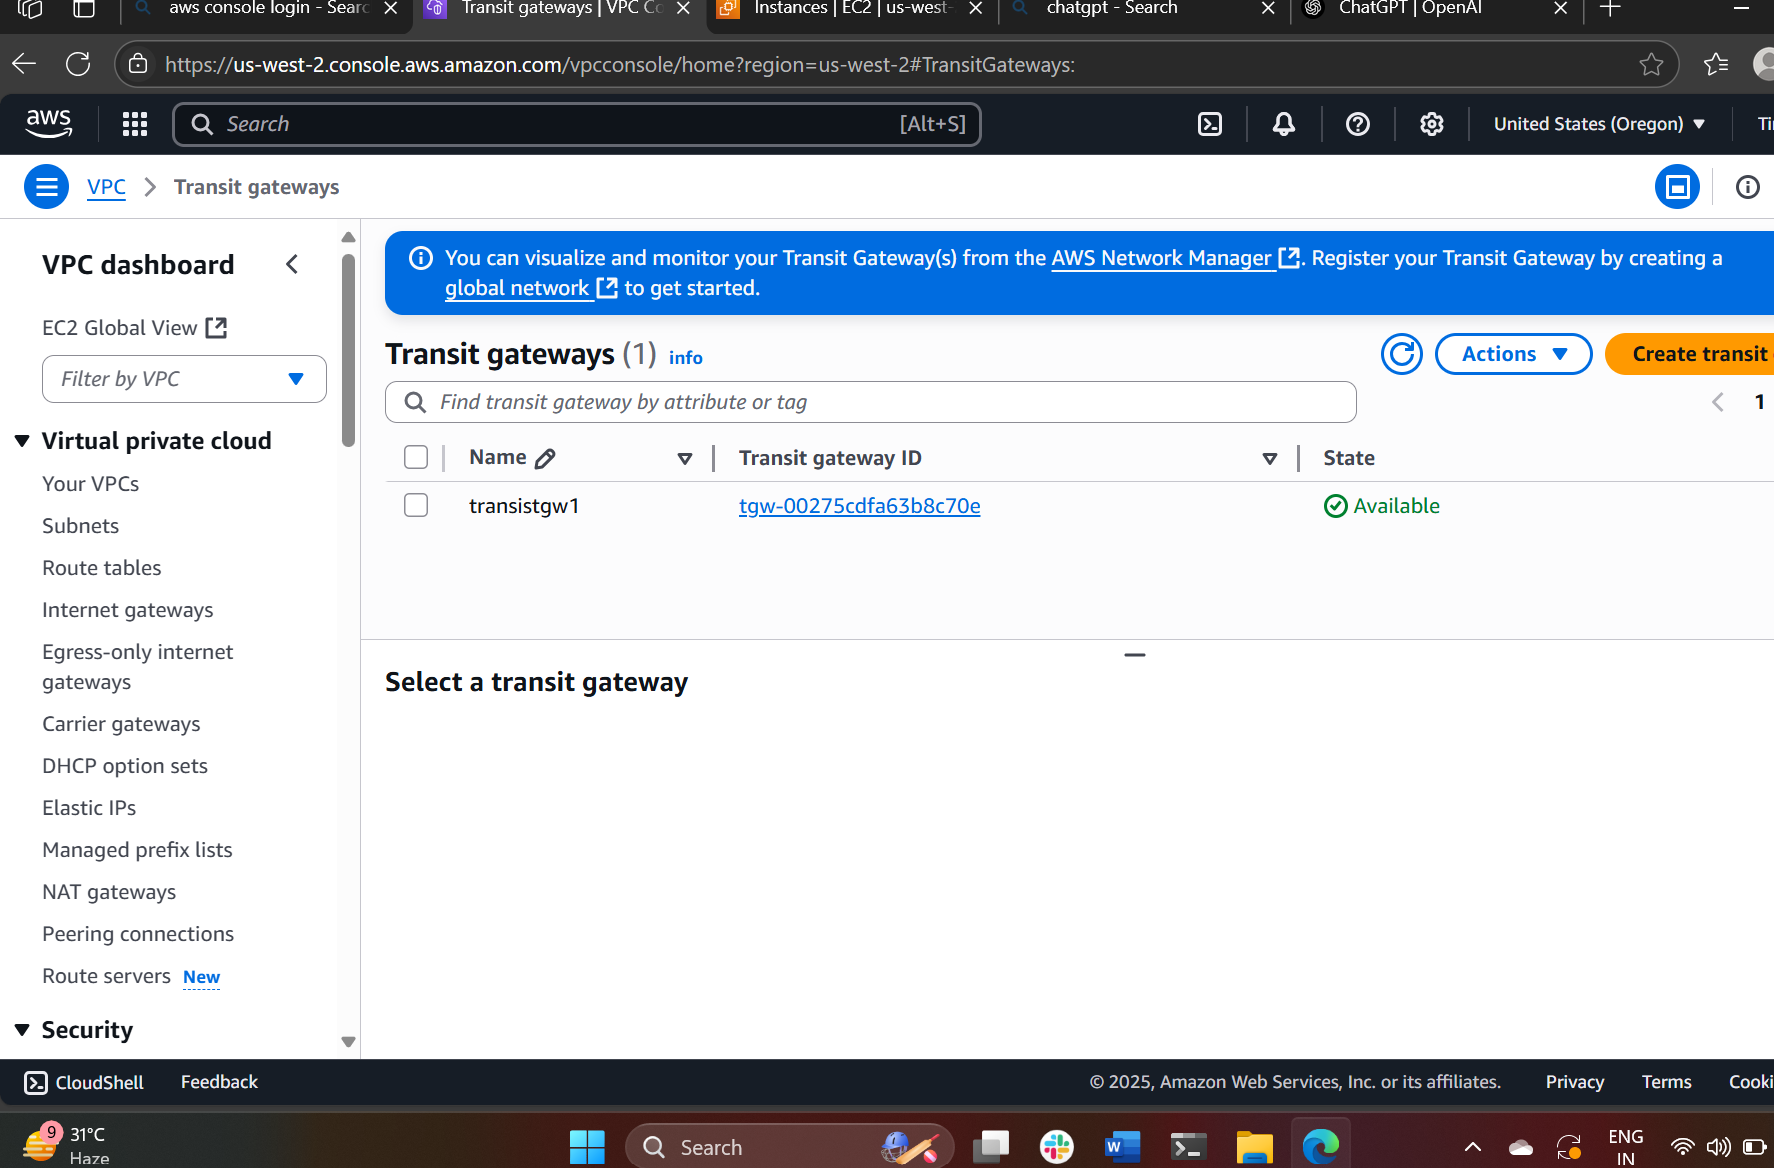 aws console login - Searc
Transit gateways | VPC Co
Instances | EC2 | us-west-
chatgpt - Search
ChatGPT | OpenAI
https://us-west-2.console.aws.amazon.com/vpcconsole/home?region=us-west-2#TransitGateways:
aws
Search
[Alt+S]
United States (Oregon)
Ti
VPC
Transit gateways
VPC dashboard
EC2 Global View
Filter by VPC
Virtual private cloud
Your VPCs
Subnets
Route tables
Internet gateways
Egress-only internet
gateways
Carrier gateways
DHCP option sets
Elastic IPs
Managed prefix lists
NAT gateways
Peering connections
Route servers New
Security
You can visualize and monitor your Transit Gateway(s) from the AWS Network Manager. Register your Transit Gateway by creating a
global network to get started.
Transit gateways (1) info
Actions
Create transit
Find transit gateway by attribute or tag
1
Name
Transit gateway ID
State
transistgw1
tgw-00275cdfa63b8c70e
Available
Select a transit gateway
CloudShell
Feedback
© 2025, Amazon Web Services, Inc. or its affiliates.
Privacy
Terms
Cooki
9
31°C
Haze
Search
ENG
IN